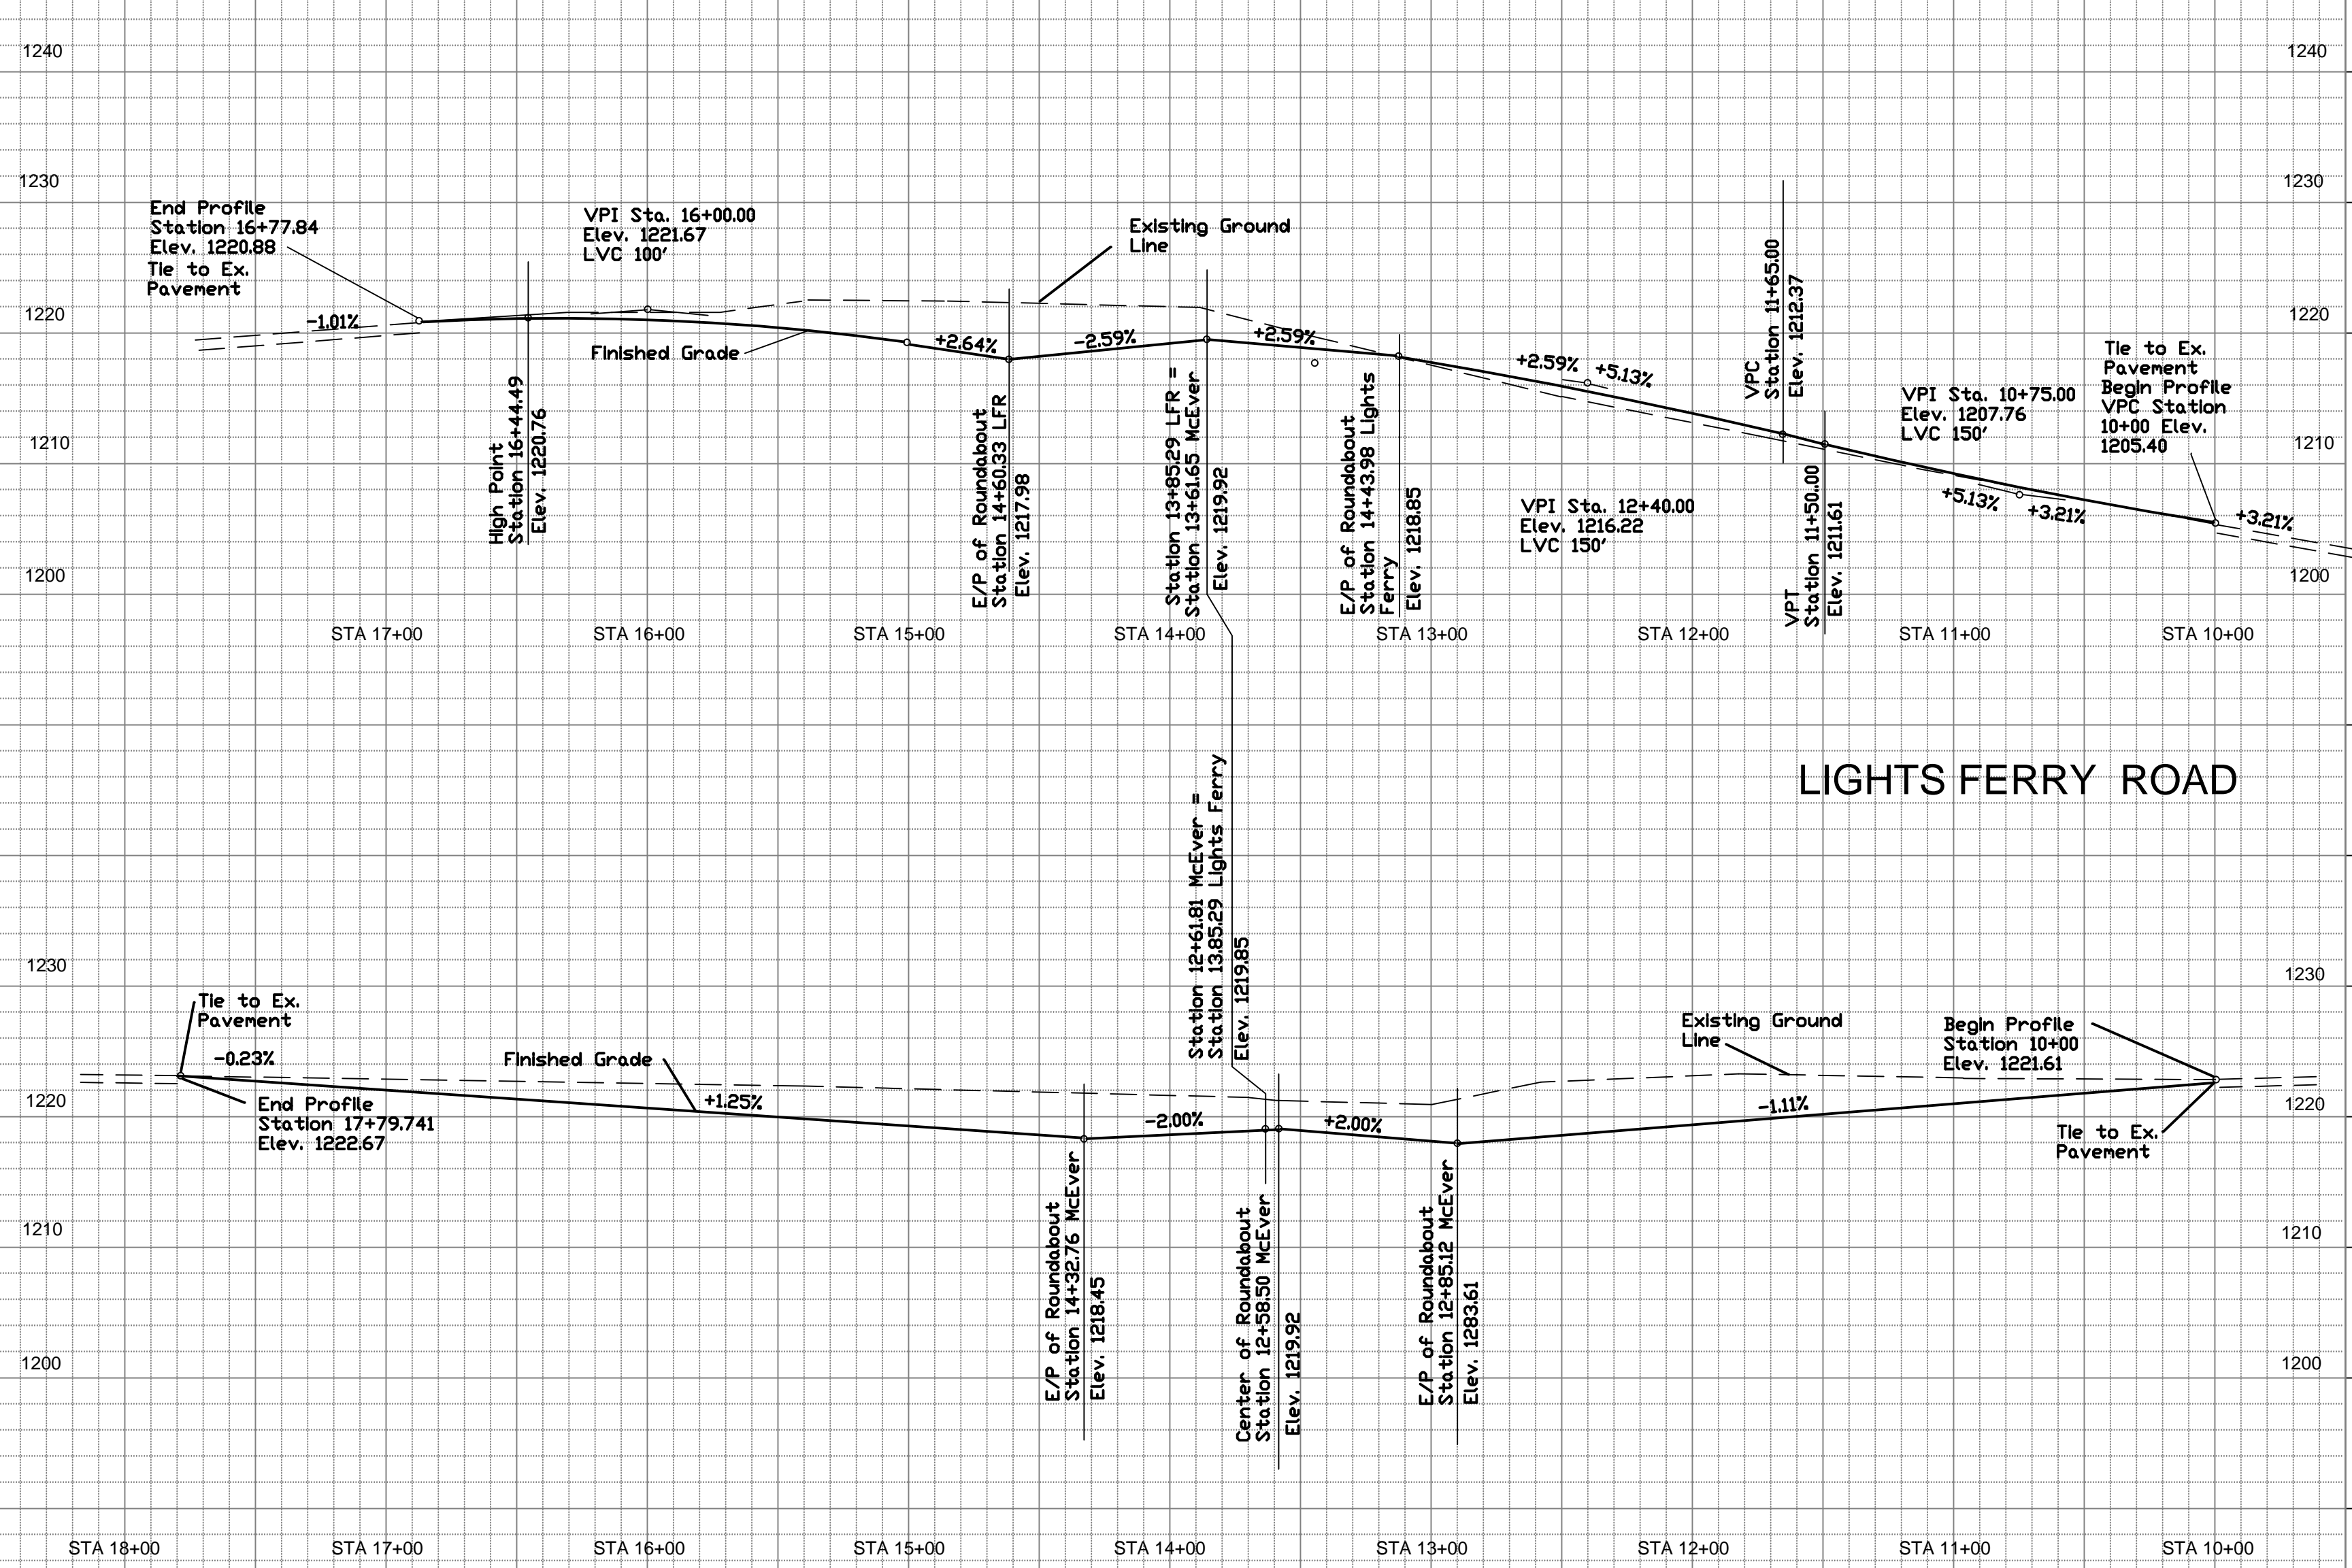 1240
1240
1230
1230
End Profile
Station 16+77.84
Elev. 1220.88
Tie to Ex.
Pavement
-1.01%
VPI Sta. 16+00.00
Elev. 1221.67
LVC 100'
Existing Ground
Line
1220
1220
Finished Grade
+2.64%
-2.59%
+2.59%
+2.59%
+5.13%
VPC
Station 11+65.00
Elev. 1212.37
VPI Sta. 10+75.00
Elev. 1207.76
LVC 150'
Tie to Ex.
Pavement
Begin Profile
VPC Station
10+00 Elev.
1205.40
High Point
Station 16+44.49
Elev. 1220.76
E/P of Roundabout
Station 14+60.33 LFR
Elev. 1217.98
Station 13+85.29 LFR =
Station 13+61.65 McEver
Elev. 1219.92
E/P of Roundabout
Station 14+43.98 Lights
Ferry
Elev. 1218.85
1210
1210
VPI Sta. 12+40.00
Elev. 1216.22
LVC 150'
VPT
Station 11+50.00
Elev. 1211.61
+5.13%
+3.21%
+3.21%
1200
1200
STA 17+00
STA 16+00
STA 15+00
STA 14+00
STA 13+00
STA 12+00
STA 11+00
STA 10+00
LIGHTS FERRY ROAD
Station 12+61.81 McEver =
Station 13.85.29 Lights Ferry
Elev. 1219.85
1230
1230
Tie to Ex.
Pavement
-0.23%
Finished Grade
Existing Ground
Line
Begin Profile
Station 10+00
Elev. 1221.61
1220
1220
End Profile
Station 17+79.741
Elev. 1222.67
+1.25%
-2.00%
+2.00%
-1.11%
Tie to Ex.
Pavement
E/P of Roundabout
Station 14+32.76 McEver
Elev. 1218.45
Center of Roundabout
Station 12+58.50 McEver
Elev. 1219.92
E/P of Roundabout
Station 12+85.12 McEver
Elev. 1283.61
1210
1210
1200
1200
STA 18+00
STA 17+00
STA 16+00
STA 15+00
STA 14+00
STA 13+00
STA 12+00
STA 11+00
STA 10+00